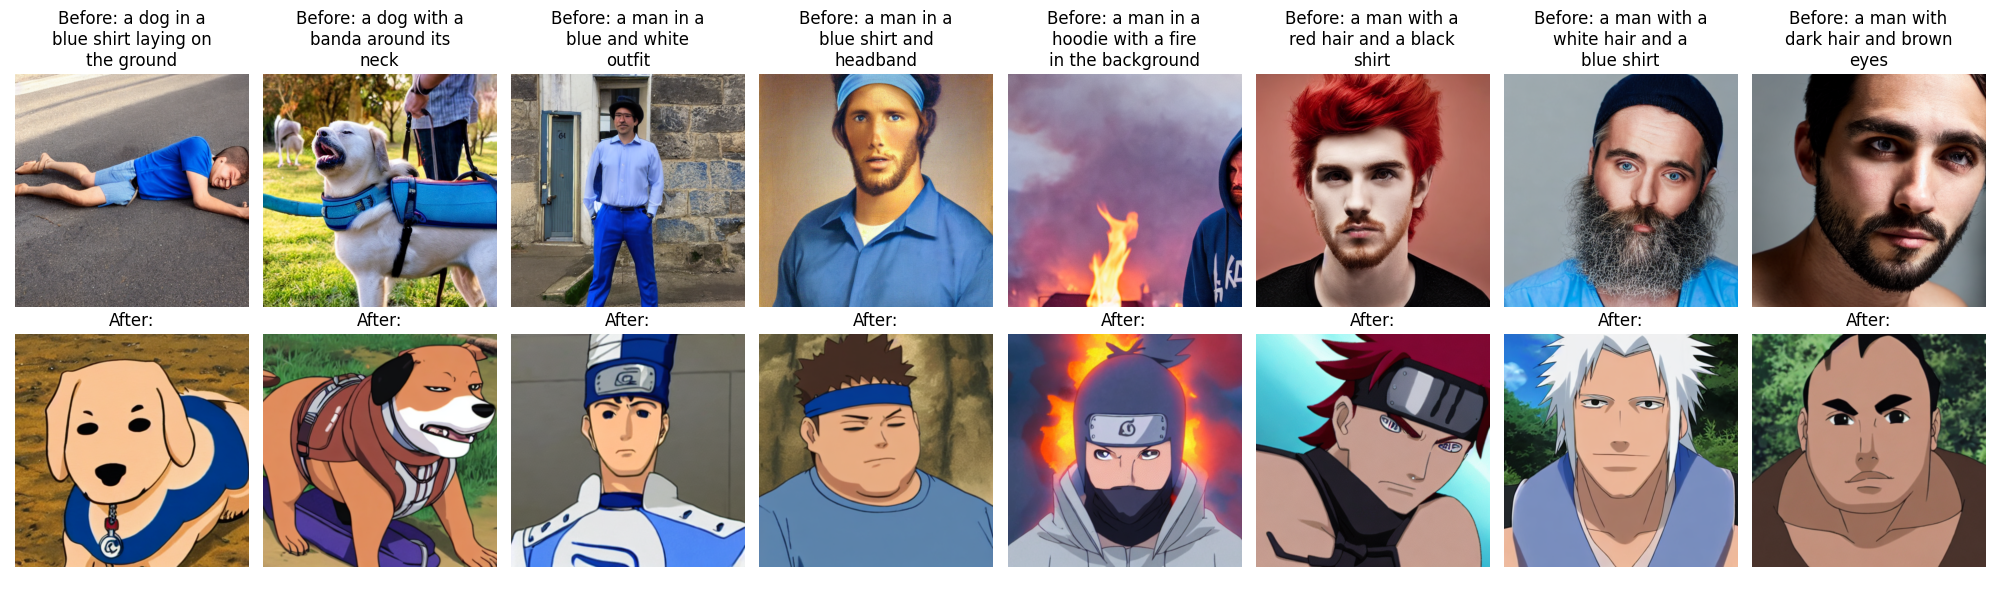 Before: a dog in a
blue shirt laying on
the ground
Before: a dog with a
banda around its
neck
Before: a man in a
blue and white
outfit
Before: a man in a
blue shirt and
headband
Before: a man in a
hoodie with a fire
in the background
Before: a man with a
red hair and a black
shirt
Before: a man with a
white hair and a
blue shirt
Before: a man with
dark hair and brown
eyes
After:
After:
After:
After:
After:
After:
After:
After: